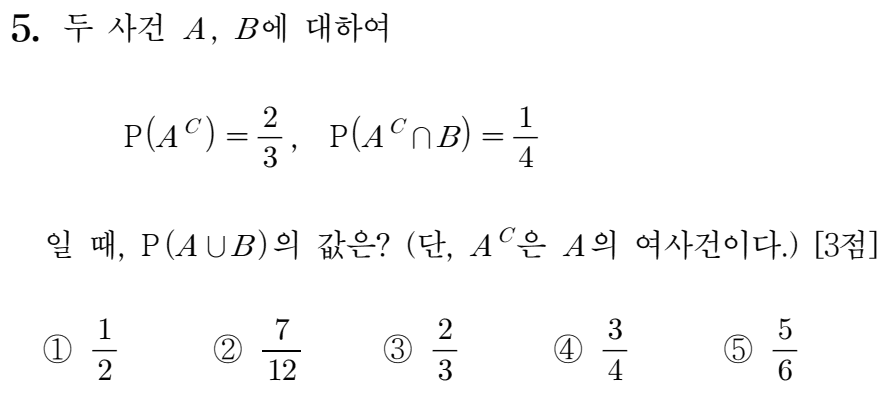 5. 두 사건 A, B에 대하여
P(A^C) = 2/3, P(A^C∩B) = 1/4
일 때, P(A∪B)의 값은? (단, A^C은 A의 여사건이다.) [3점]
① 1/2 ② 7/12 ③ 2/3 ④ 3/4 ⑤ 5/6